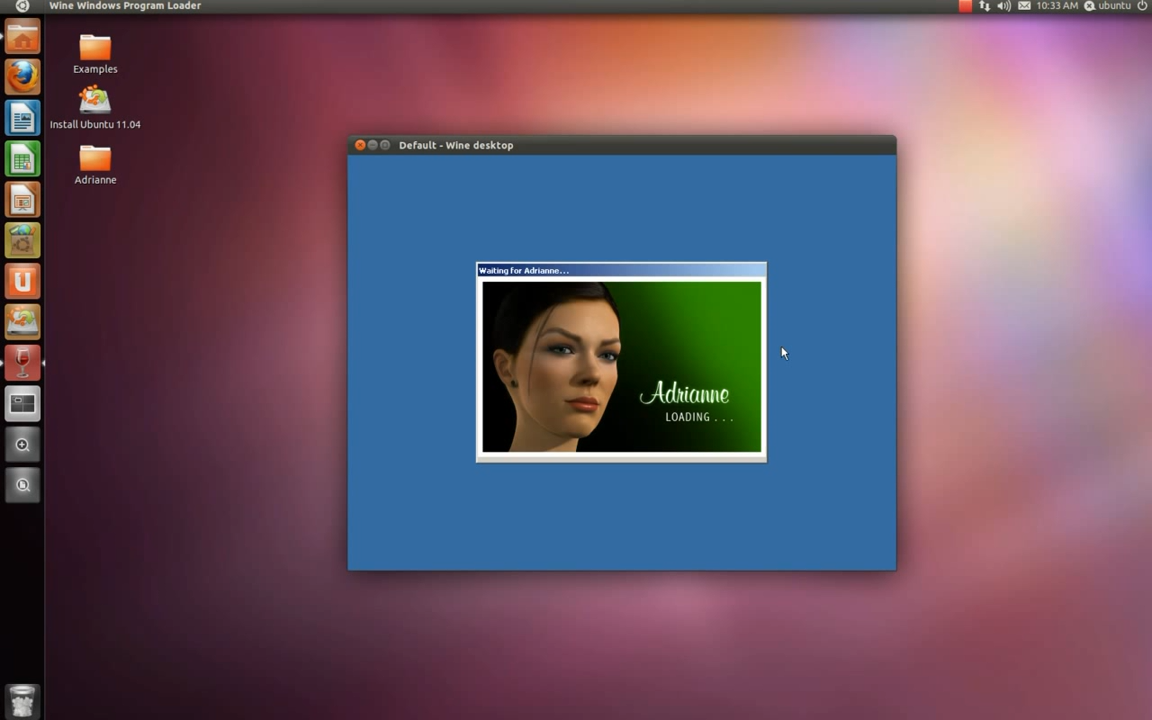 Wine Windows Program Loader
10:33 AM
ubuntu
Examples
Install Ubuntu 11.04
Adrianne
Default - Wine desktop
Waiting for Adrianne...
Adrianne
LOADING . . .